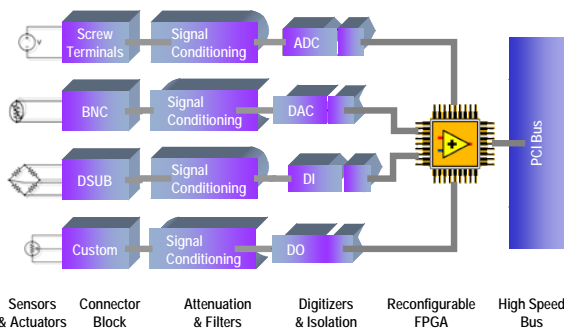 Screw
Terminals
Signal
Conditioning
ADC
BNC
Signal
Conditioning
DAC
DSUB
Signal
Conditioning
DI
Custom
Signal
Conditioning
DO
PCI Bus
V
Sensors
& Actuators
Connector
Block
Attenuation
& Filters
Digitizers
& Isolation
Reconfigurable
FPGA
High Speed
Bus